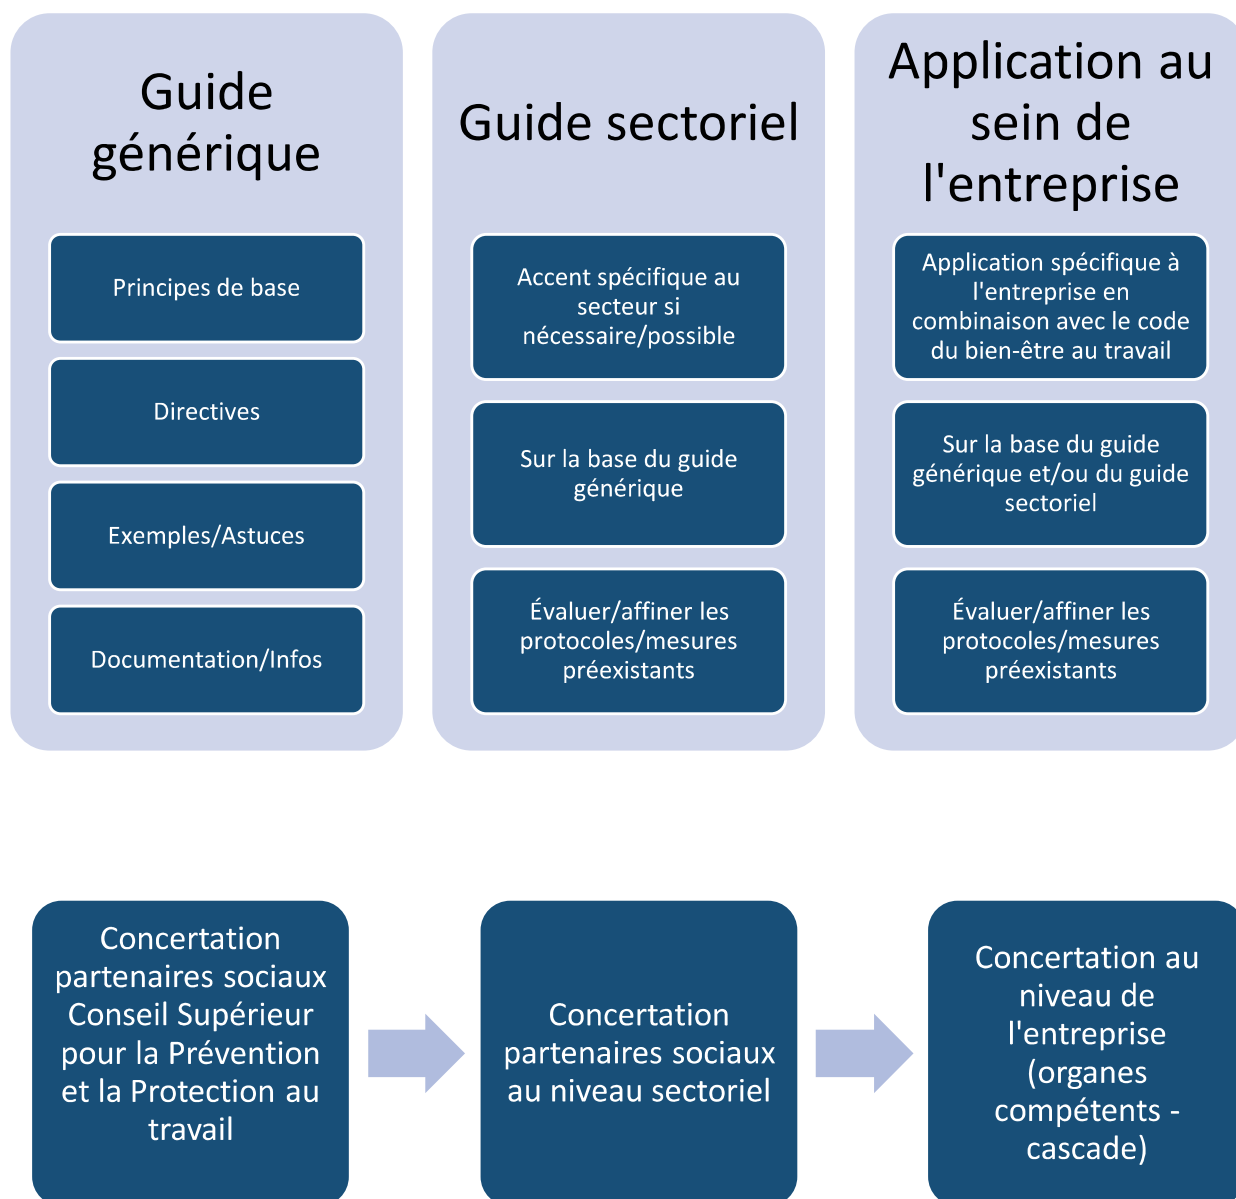 Guide
générique
Principes de base
Directives
Exemples/Astuces
Documentation/Infos
Guide sectoriel
Accent spécifique au
secteur si
nécessaire/possible
Sur la base du guide
générique
Évaluer/affiner les
protocoles/mesures
préexistants
Application au
sein de
l'entreprise
Application spécifique à
l'entreprise en
combinaison avec le code
du bien-être au travail
Sur la base du guide
générique et/ou du guide
sectoriel
Évaluer/affiner les
protocoles/mesures
préexistants
Concertation
partenaires sociaux
Conseil Supérieur
pour la Prévention
et la Protection au
travail
Concertation
partenaires sociaux
au niveau sectoriel
Concertation au
niveau de
l'entreprise
(organes
compétents -
cascade)